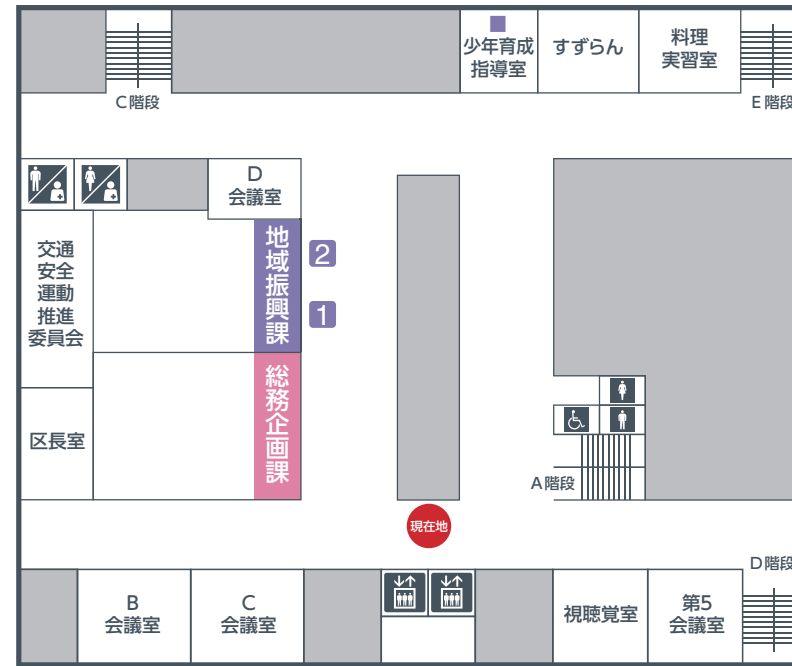 少年育成
指導室
すずらん
料理
実習室
C階段
E階段
D
会議室
交通
安全
運動
推進
委員会
地域振興課
2
1
総務企画課
区長室
A階段
現在地
D階段
B
会議室
C
会議室
視聴覚室
第5
会議室